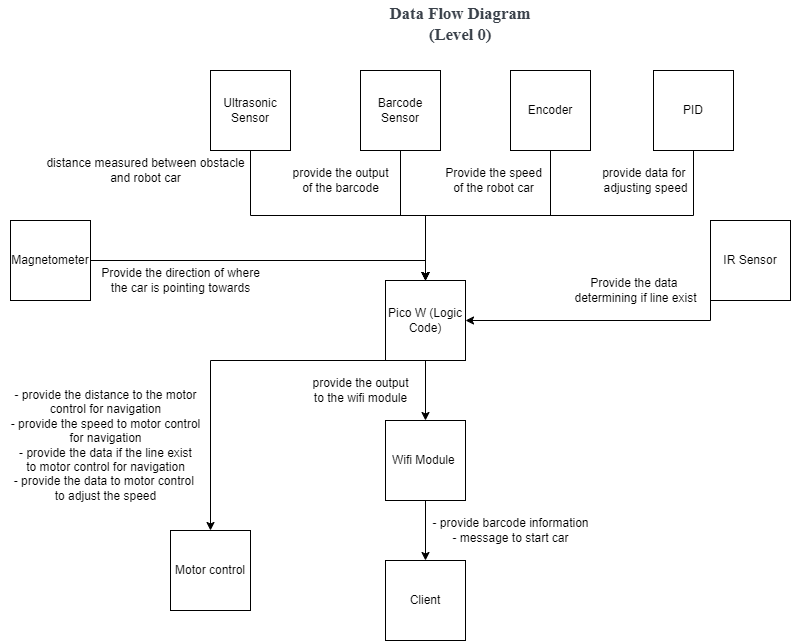 Data Flow Diagram
(Level 0)
Ultrasonic
Sensor
Barcode
Sensor
Encoder
PID
distance measured between obstacle
and robot car
provide the output
of the barcode
Provide the speed
of the robot car
provide data for
adjusting speed
Magnetometer
Provide the direction of where
the car is pointing towards
IR Sensor
Provide the data
determining if line exist
Pico W (Logic
Code)
provide the output
to the wifi module
- provide the distance to the motor
control for navigation
- provide the speed to motor control
for navigation
- provide the data if the line exist
to motor control for navigation
- provide the data to motor control
to adjust the speed
Wifi Module
- provide barcode information
- message to start car
Motor control
Client